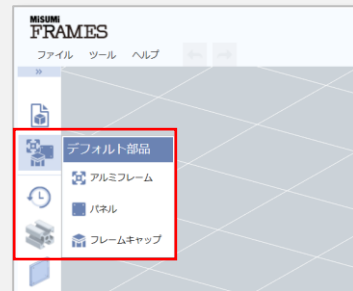 MiSUMi
FRAMES
ファイル ツール ヘルプ
»
デフォルト部品
アルミフレーム
パネル
フレームキャップ